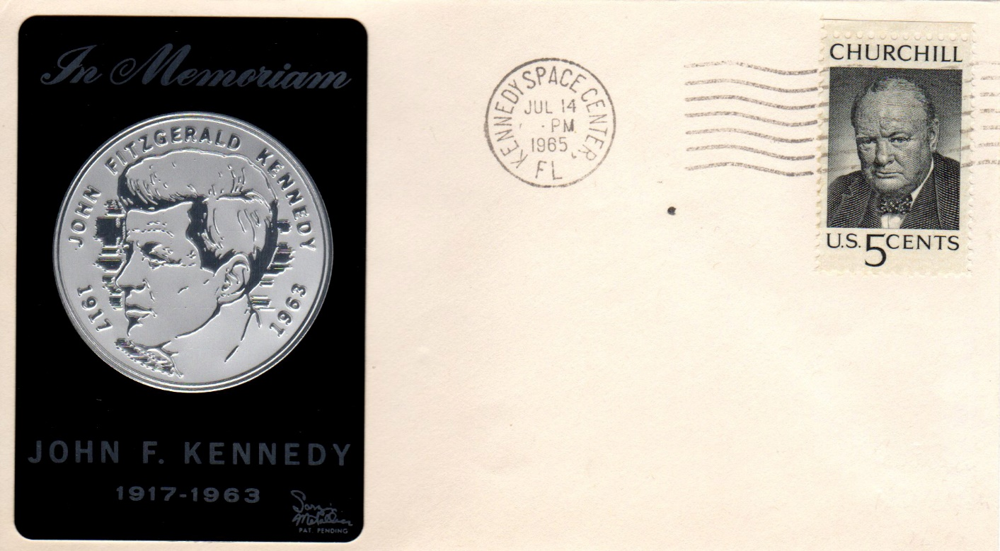 In Memoriam
JOHN FITZGERALD KENNEDY
1917 1963
JOHN F. KENNEDY
1917-1963
PAT. PENDING
KENNEDY SPACE CENTER,
JUL 14
PM
1965
FL
CHURCHILL
U.S. 5 CENTS